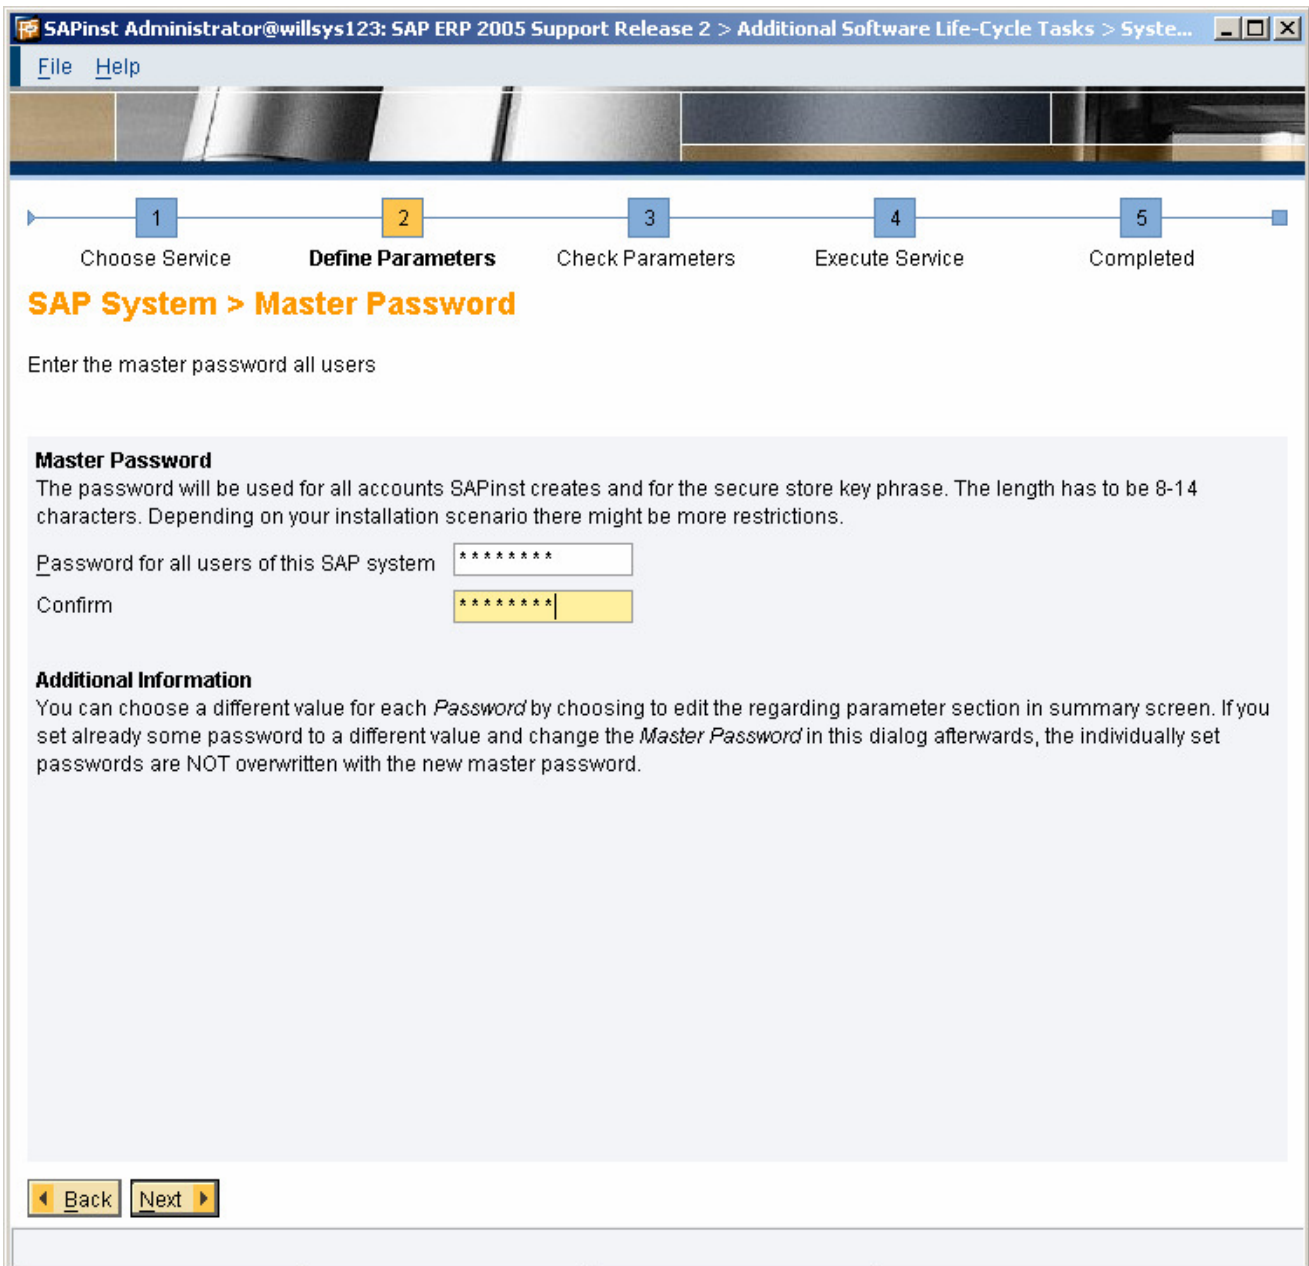 SAPinst Administrator@willsys123: SAP ERP 2005 Support Release 2 > Additional Software Life-Cycle Tasks > Syste...
File Help
1 2 3 4 5
Choose Service Define Parameters Check Parameters Execute Service Completed
SAP System > Master Password
Enter the master password all users
Master Password
The password will be used for all accounts SAPinst creates and for the secure store key phrase. The length has to be 8-14
characters. Depending on your installation scenario there might be more restrictions.
Password for all users of this SAP system ********
Confirm ********
Additional Information
You can choose a different value for each Password by choosing to edit the regarding parameter section in summary screen. If you
set already some password to a different value and change the Master Password in this dialog afterwards, the individually set
passwords are NOT overwritten with the new master password.
Back Next